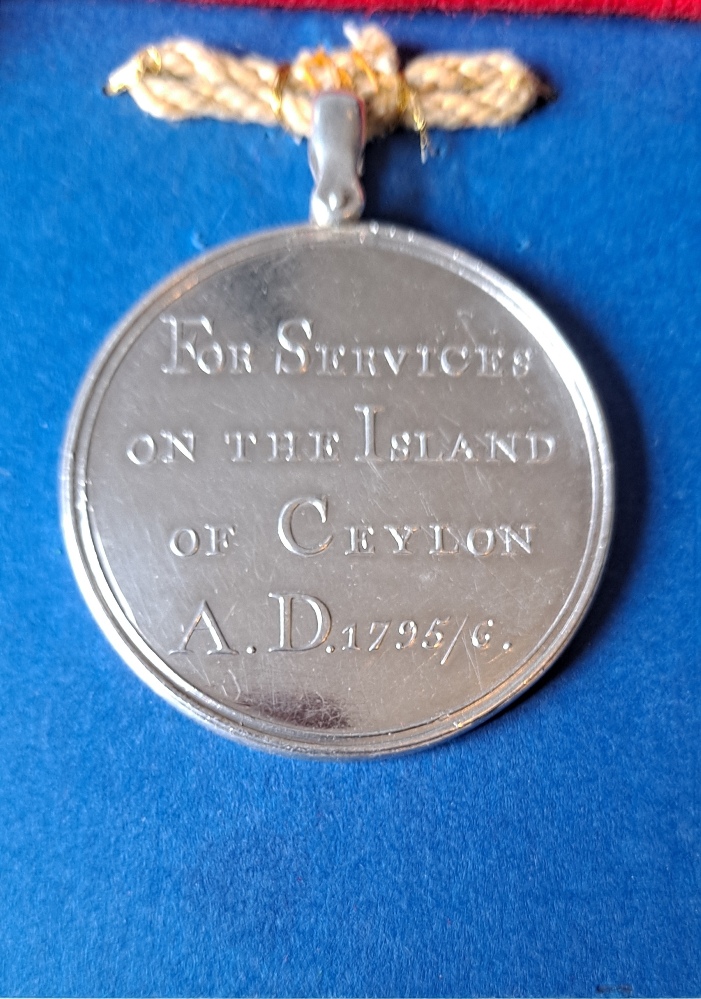 FOR SERVICES
ON THE ISLAND
OF CEYLON
A.D.1795/6.